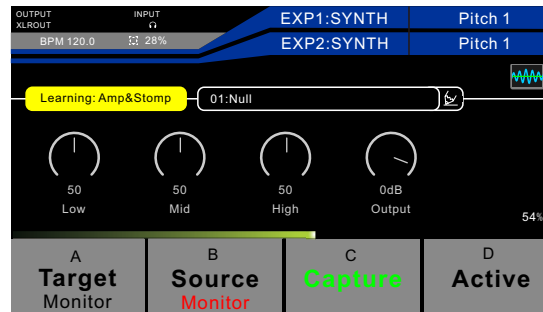 OUTPUT
XLROUT
INPUT
BPM 120.0
28%
EXP1:SYNTH
Pitch 1
EXP2:SYNTH
Pitch 1
Learning: Amp&Stomp
01:Null
50
50
50
0dB
Low
Mid
High
Output
54%
A
Target
Monitor
B
Source
Monitor
C
Capture
D
Active